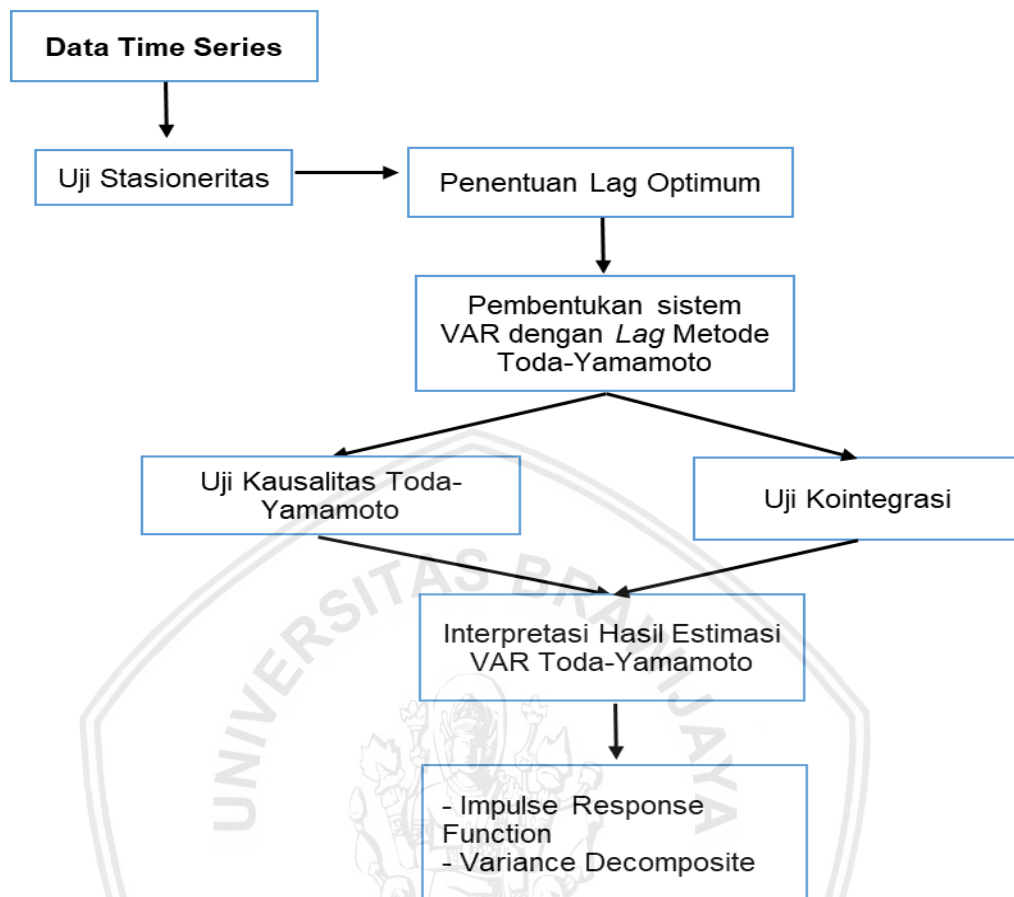 Data Time Series
Uji Stasioneritas
Penentuan Lag Optimum
Pembentukan sistem
VAR dengan Lag Metode
Toda-Yamamoto
Uji Kausalitas Toda-
Yamamoto
Uji Kointegrasi
Interpretasi Hasil Estimasi
VAR Toda-Yamamoto
- Impulse Response
Function
- Variance Decomposite
UNIVERSITAS BRAWIJAYA